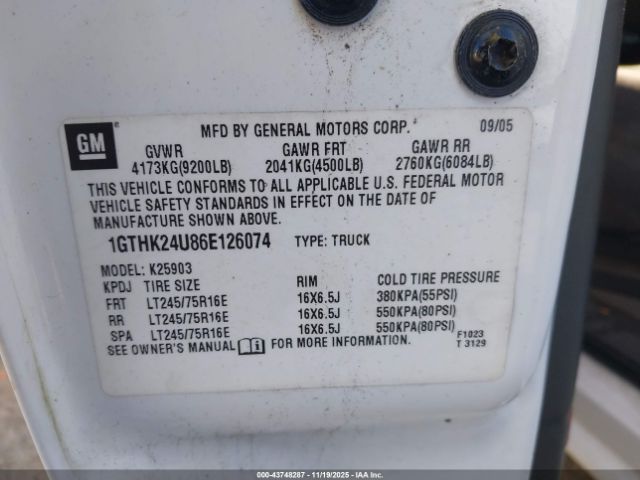 GM
MFD BY GENERAL MOTORS CORP. 09/05
GVWR GAWR FRT GAWR RR
4173KG(9200LB) 2041KG(4500LB) 2760KG(6084LB)
THIS VEHICLE CONFORMS TO ALL APPLICABLE U.S. FEDERAL MOTOR
VEHICLE SAFETY STANDARDS IN EFFECT ON THE DATE OF
MANUFACTURE SHOWN ABOVE.
1GTHK24U86E126074 TYPE: TRUCK
MODEL: K25903
KPDJ TIRE SIZE RIM COLD TIRE PRESSURE
FRT LT245/75R16E 16X6.5J 380KPA(55PSI)
RR LT245/75R16E 16X6.5J 550KPA(80PSI)
SPA LT245/75R16E 16X6.5J 550KPA(80PSI)
SEE OWNER'S MANUAL FOR MORE INFORMATION.
F1023
T 3129
© - 43748287 - 11/19/2025 - IAA Inc.